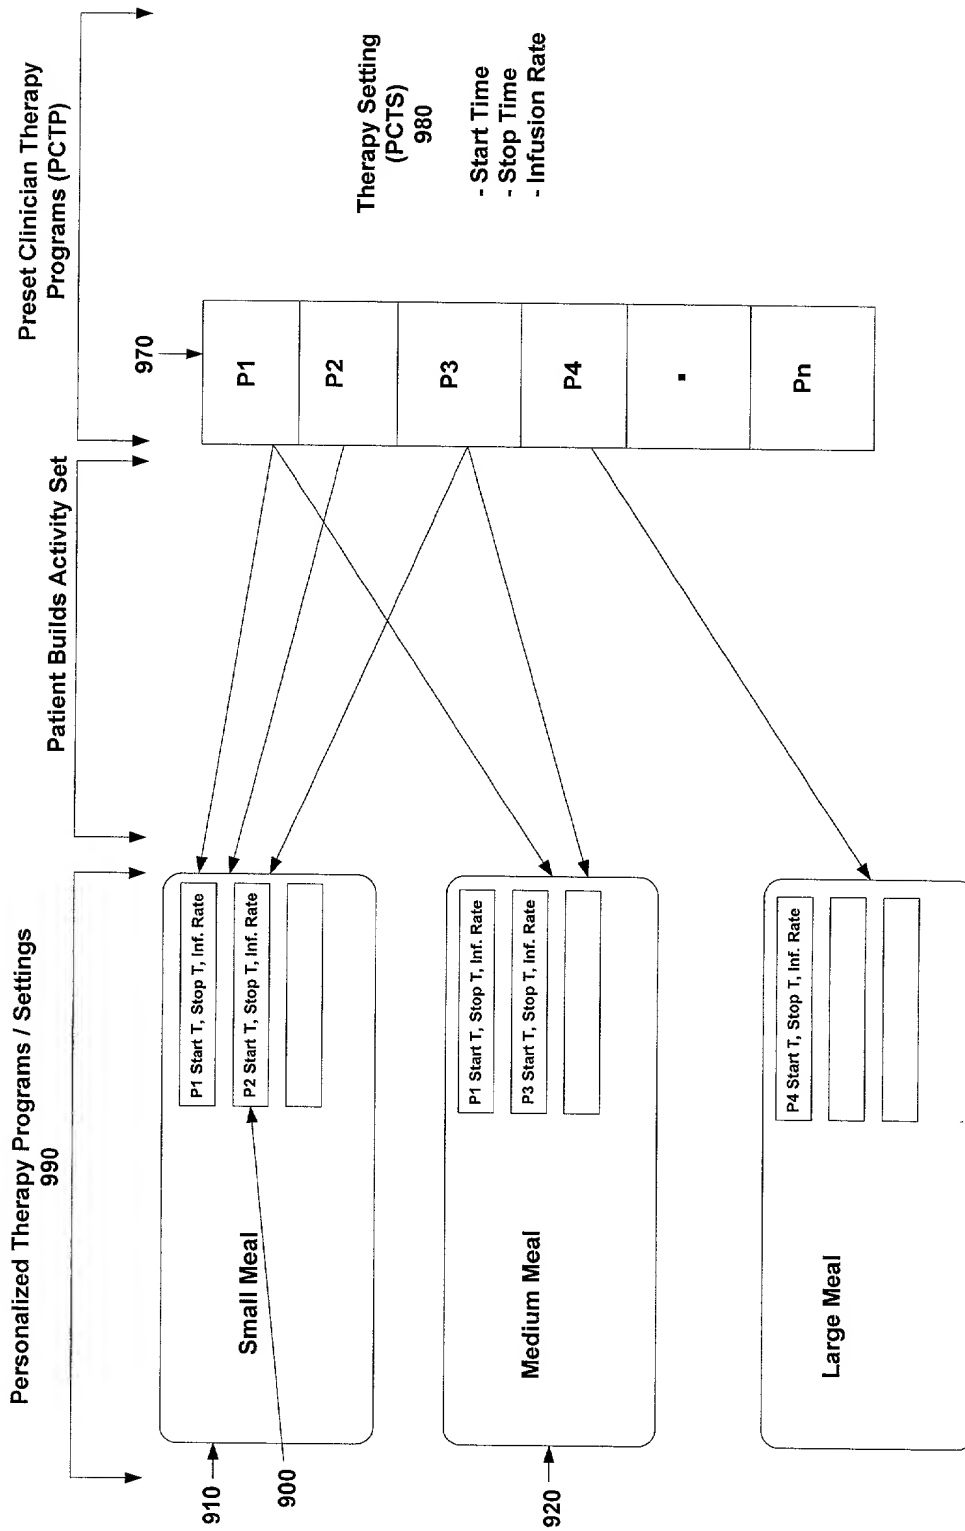 Personalized Therapy Programs / Settings
990
Patient Builds Activity Set
Preset Clinician Therapy
Programs (PCTP)
910
900
Small Meal
P1 Start T, Stop T, Inf. Rate
P2 Start T, Stop T, Inf. Rate
920
Medium Meal
P1 Start T, Stop T, Inf. Rate
P3 Start T, Stop T, Inf. Rate
Large Meal
P4 Start T, Stop T, Inf. Rate
970
P1
P2
P3
P4
Pn
Therapy Setting
(PCTS)
980
- Start Time
- Stop Time
- Infusion Rate